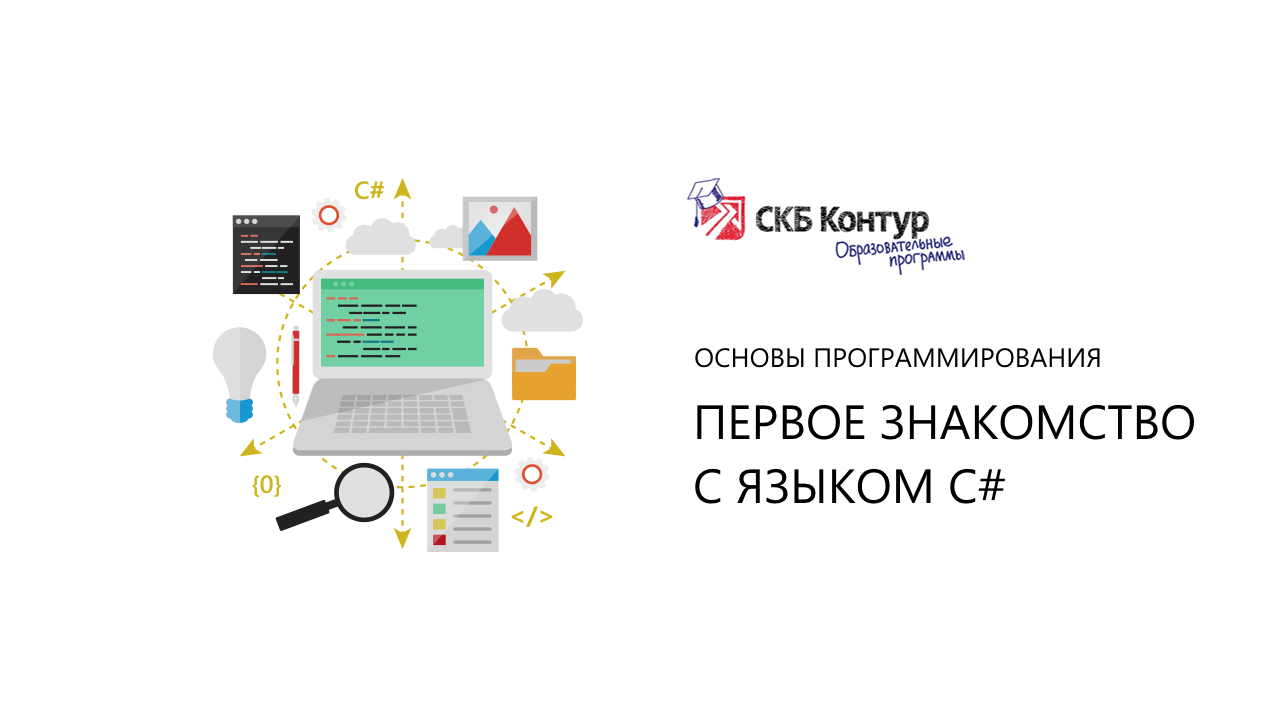 C#
{0}
</>
СКБ Контур
Образовательные
программы
ОСНОВЫ ПРОГРАММИРОВАНИЯ
ПЕРВОЕ ЗНАКОМСТВО
С ЯЗЫКОМ C#